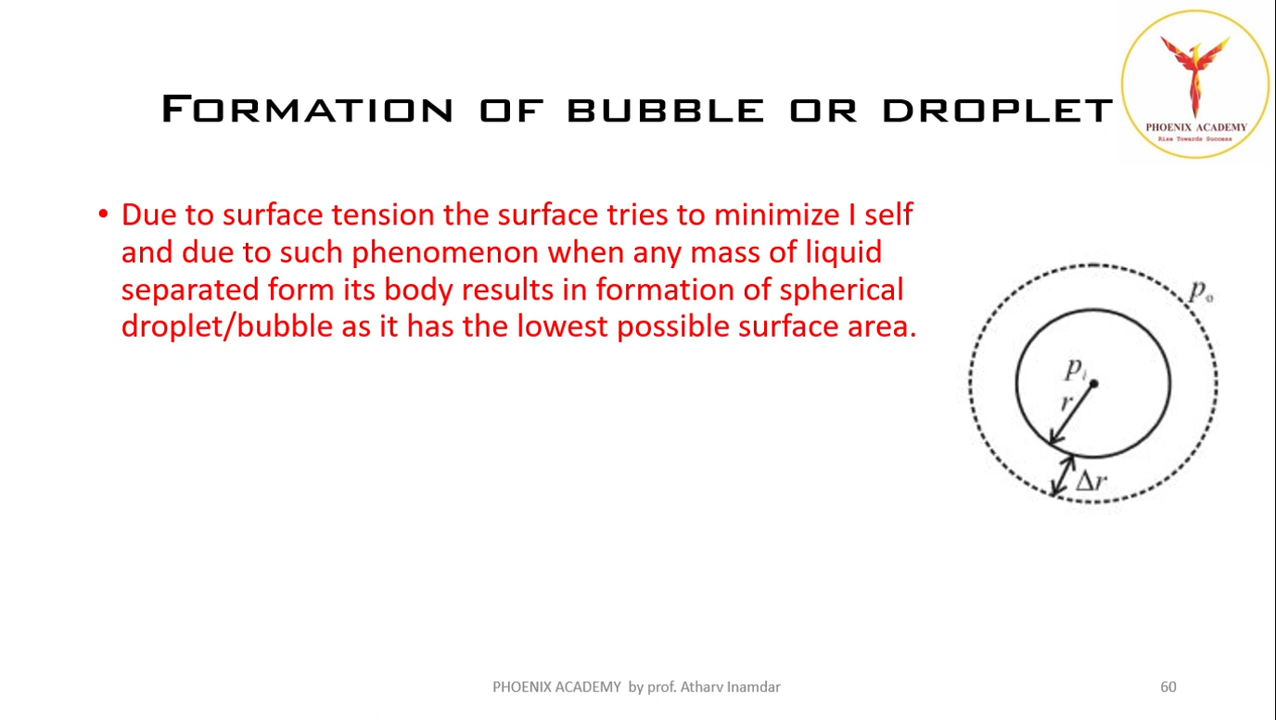 FORMATION OF BUBBLE OR DROPLET
PHOENIX ACADEMY
Rise Towards Success
• Due to surface tension the surface tries to minimize I self
and due to such phenomenon when any mass of liquid
separated form its body results in formation of spherical
droplet/bubble as it has the lowest possible surface area.
pₒ
pᵢ
r
Δr
PHOENIX ACADEMY by prof. Atharv Inamdar
60